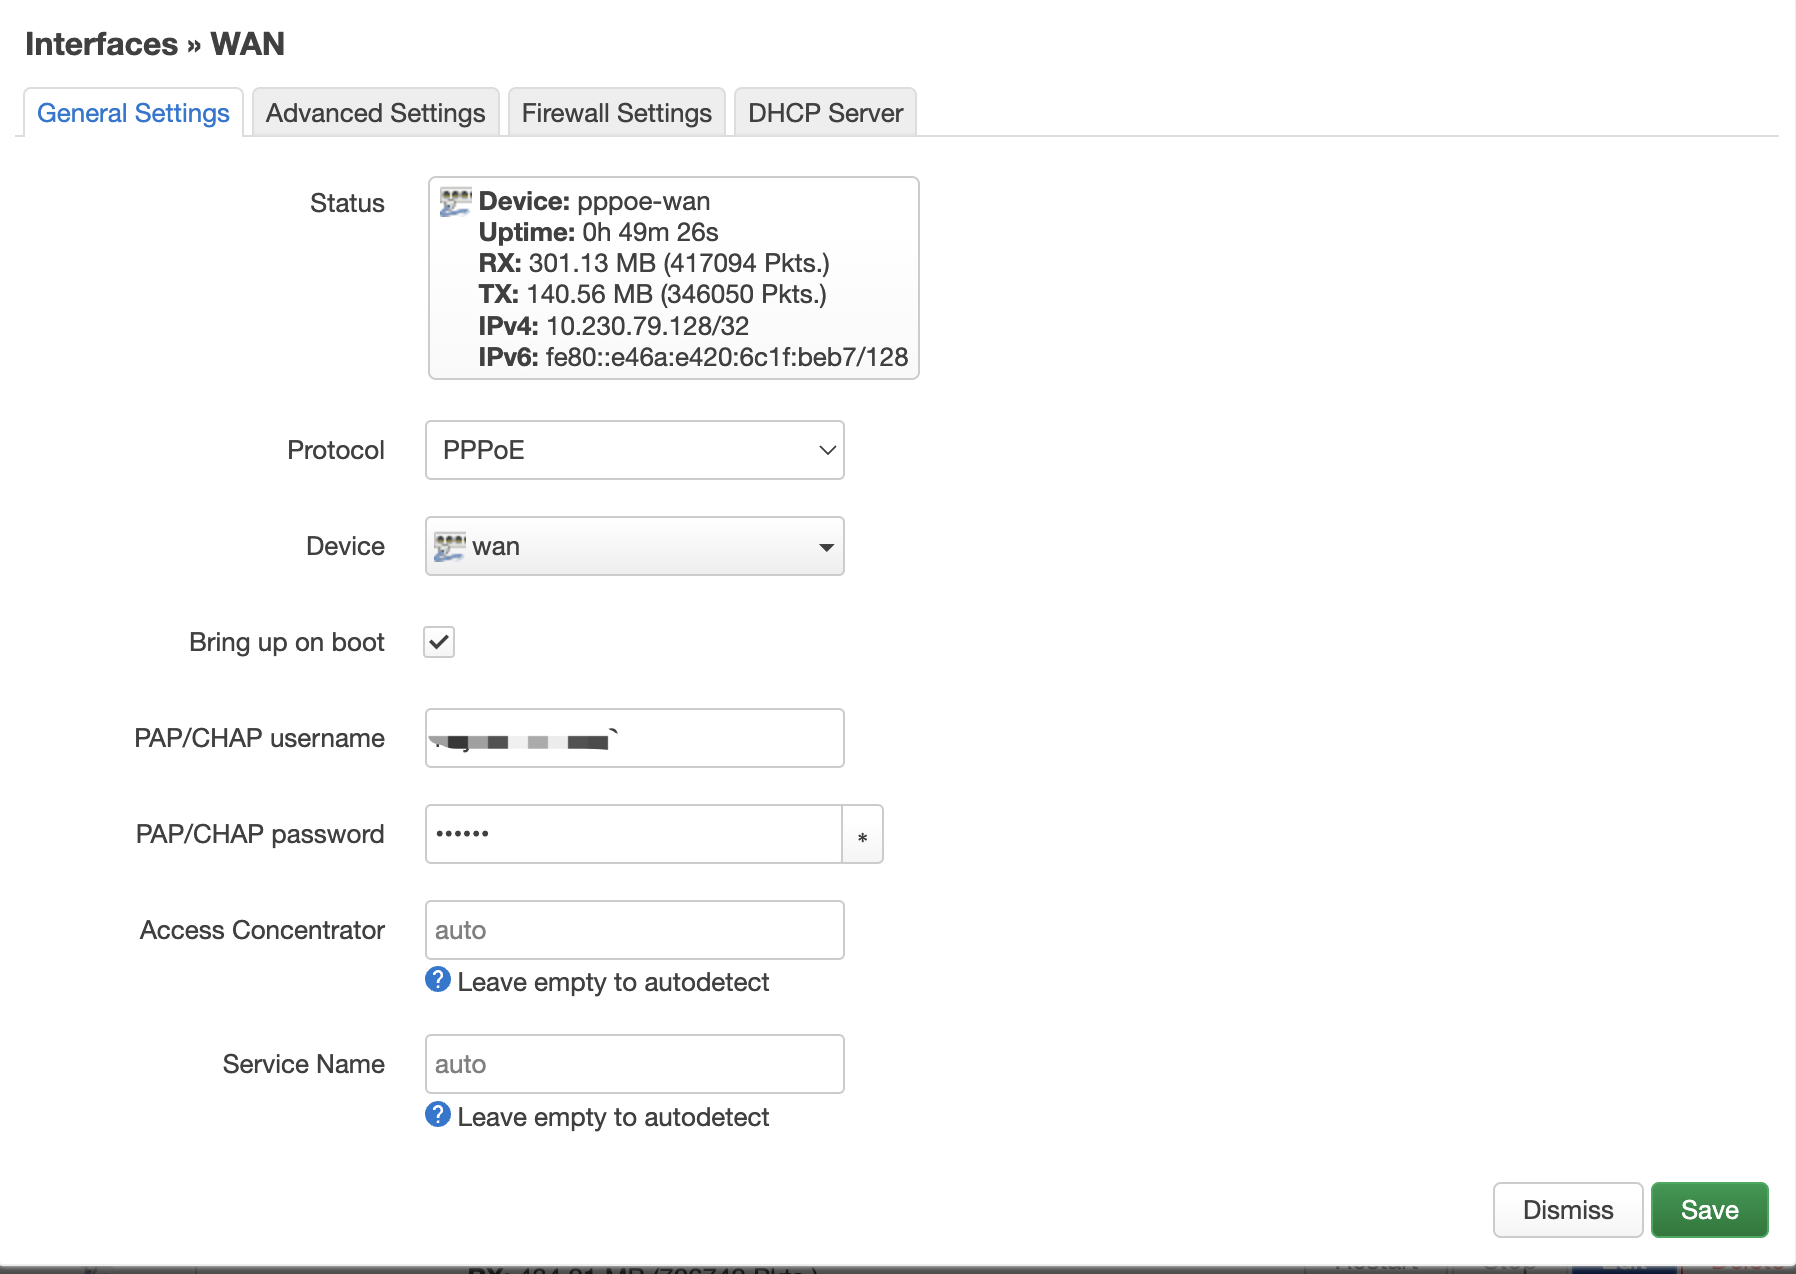 Interfaces » WAN
General Settings
Advanced Settings
Firewall Settings
DHCP Server
Status
Device: pppoe-wan
Uptime: 0h 49m 26s
RX: 301.13 MB (417094 Pkts.)
TX: 140.56 MB (346050 Pkts.)
IPv4: 10.230.79.128/32
IPv6: fe80::e46a:e420:6c1f:beb7/128
Protocol
PPPoE
Device
wan
Bring up on boot
PAP/CHAP username
PAP/CHAP password
••••••
*
Access Concentrator
auto
Leave empty to autodetect
Service Name
auto
Leave empty to autodetect
Dismiss
Save